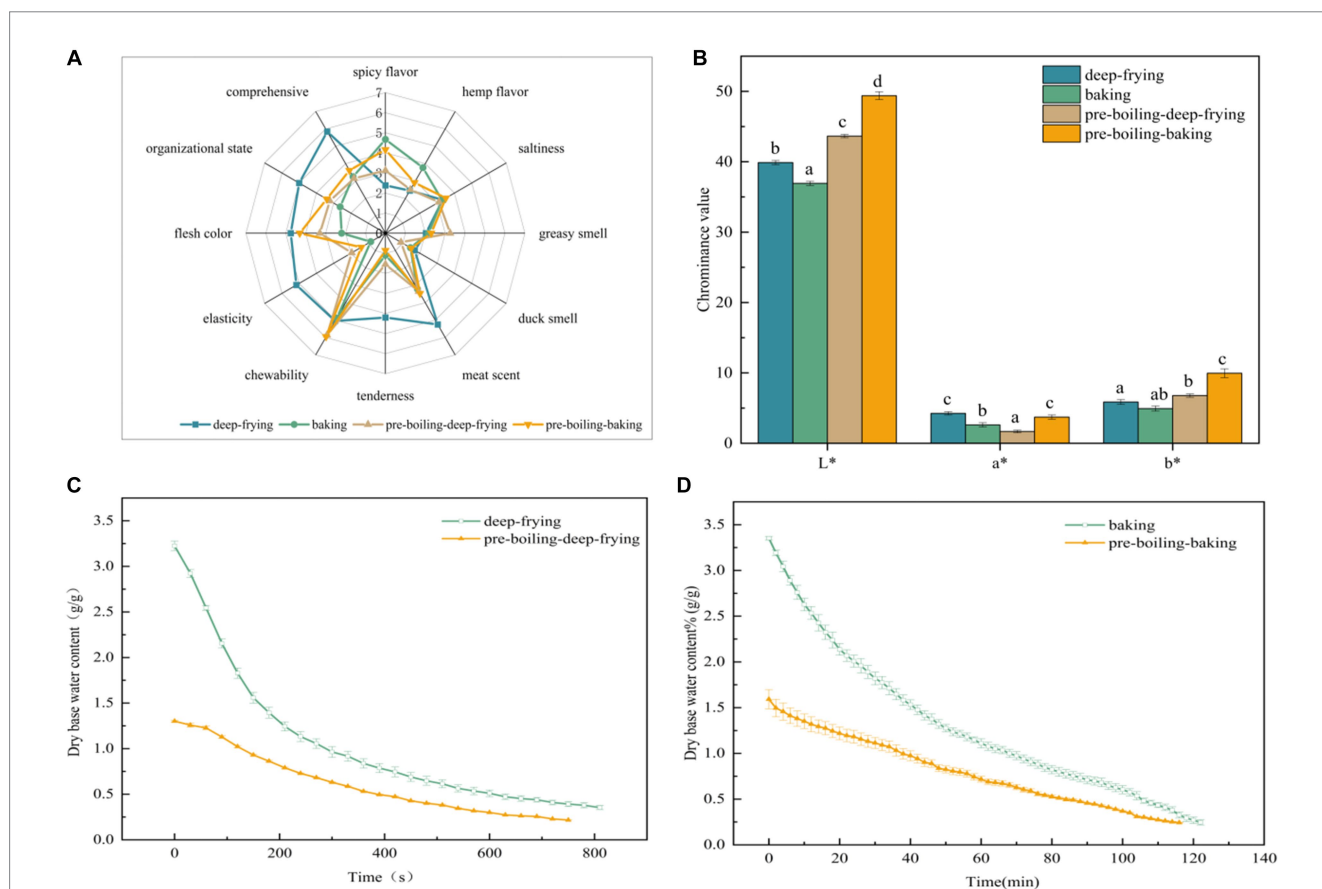 A
spicy flavor
comprehensive
hemp flavor
organizational state
saltiness
flesh color
greasy smell
elasticity
duck smell
chewability
meat scent
tenderness
7
6
5
4
3
2
1
0
deep-frying baking pre-boiling-deep-frying pre-boiling-baking
B
Chrominance value
50
40
30
20
10
0
deep-frying
baking
pre-boiling-deep-frying
pre-boiling-baking
b a c d
c b a c
a ab b c
L* a* b*
C
Dry base water content (g/g)
3.5
3.0
2.5
2.0
1.5
1.0
0.5
0.0
deep-frying
pre-boiling-deep-frying
0 200 400 600 800
Time (s)
D
Dry base water content% (g/g)
3.5
3.0
2.5
2.0
1.5
1.0
0.5
0.0
baking
pre-boiling-baking
0 20 40 60 80 100 120 140
Time(min)